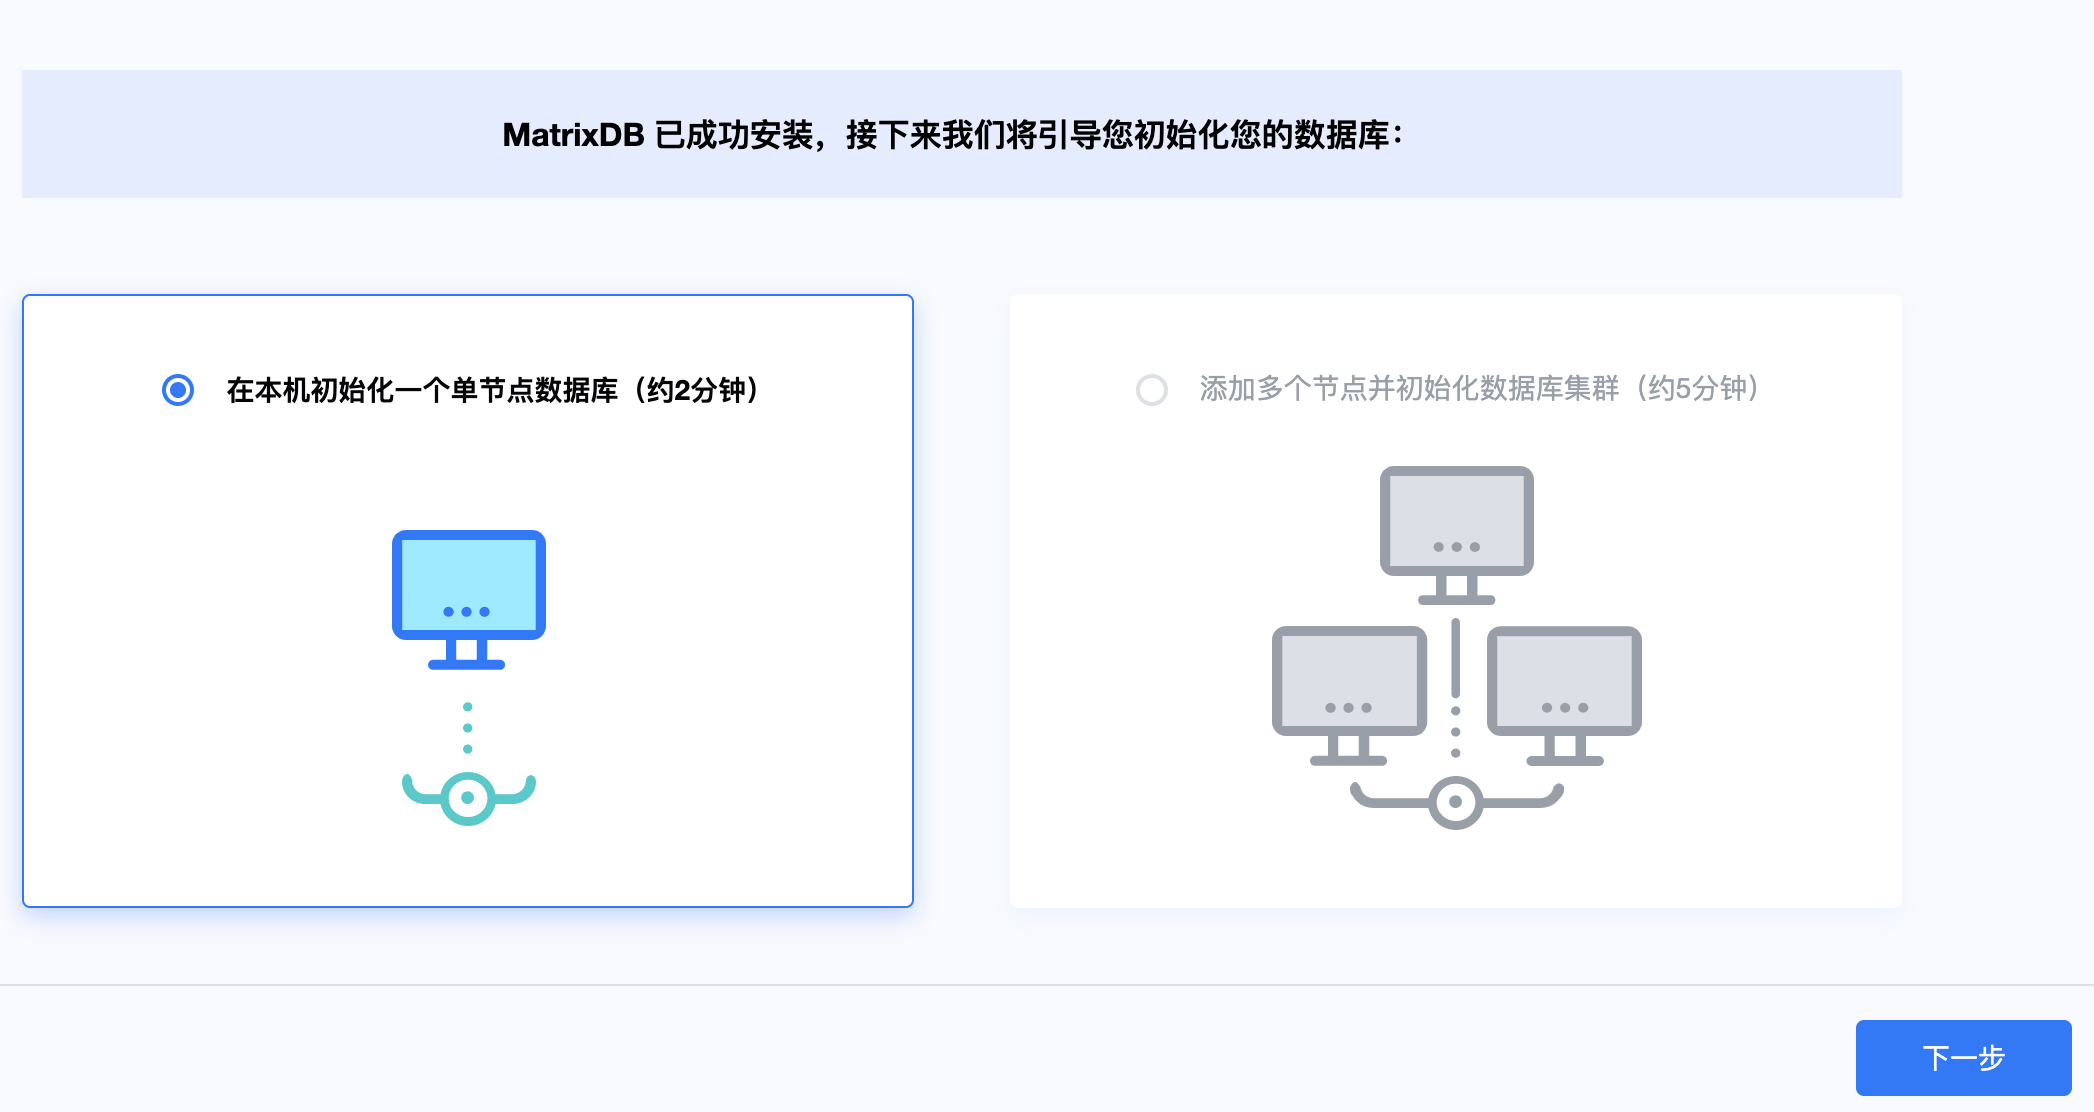 MatrixDB 已成功安装，接下来我们将引导您初始化您的数据库：
在本机初始化一个单节点数据库（约2分钟）
添加多个节点并初始化数据库集群（约5分钟）
下一步